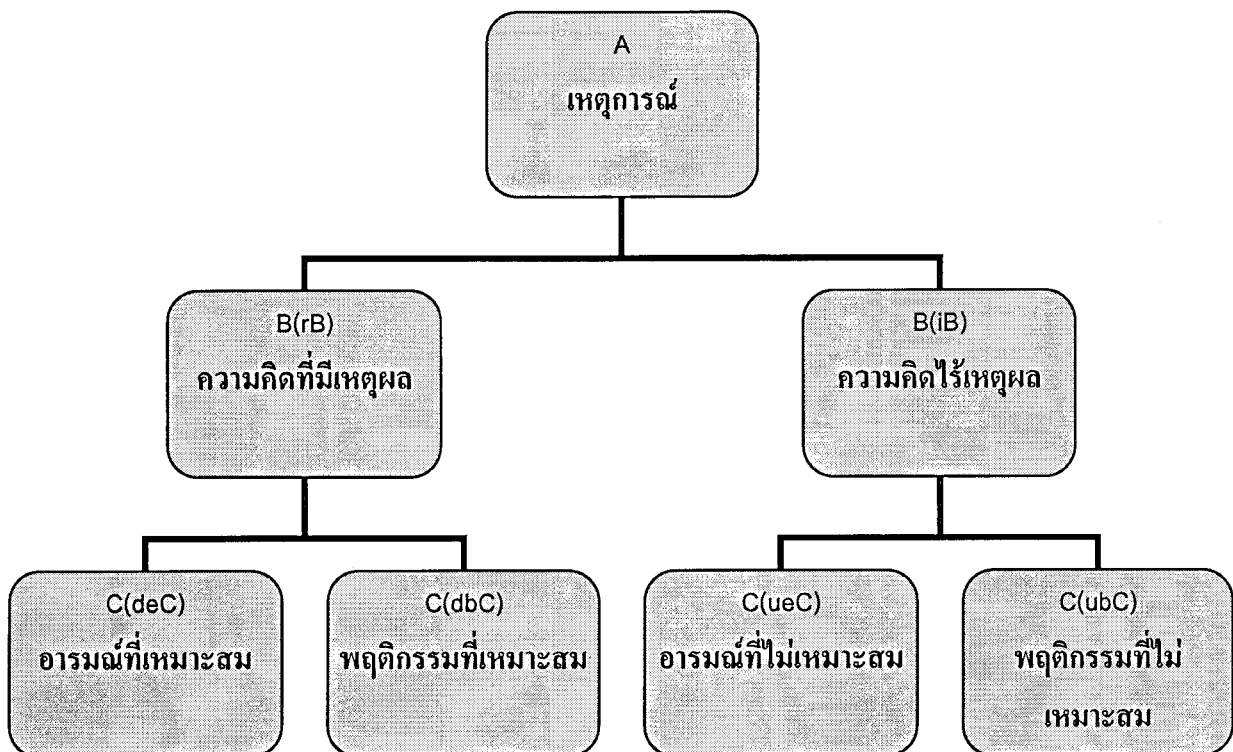 A
เหตุการณ์
B(rB)
ความคิดที่มีเหตุผล
B(iB)
ความคิดไร้เหตุผล
C(deC)
อารมณ์ที่เหมาะสม
C(dbC)
พฤติกรรมที่เหมาะสม
C(ueC)
อารมณ์ที่ไม่เหมาะสม
C(ubC)
พฤติกรรมที่ไม่
เหมาะสม